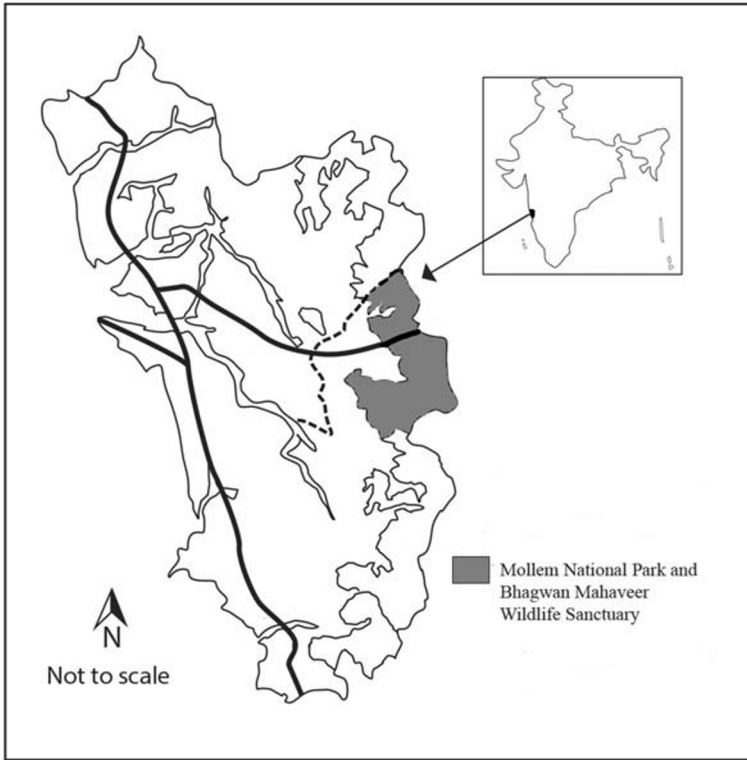 Mollem National Park and
Bhagwan Mahaveer
Wildlife Sanctuary
N
Not to scale